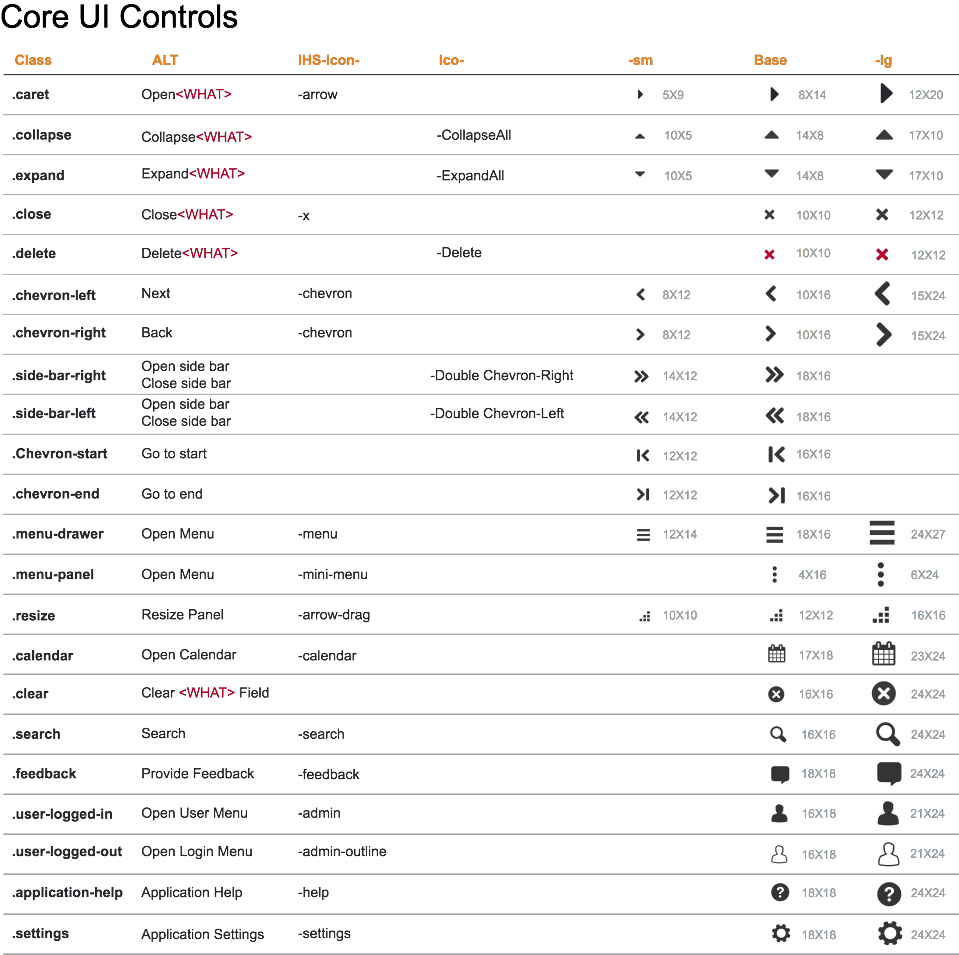 Core UI Controls
Class ALT IHS-Icon- Ico- -sm Base -lg
.caret Open<WHAT> -arrow 5X9 8X14 12X20
.collapse Collapse<WHAT> -CollapseAll 10X5 14X8 17X10
.expand Expand<WHAT> -ExpandAll 10X5 14X8 17X10
.close Close<WHAT> -x 10X10 12X12
.delete Delete<WHAT> -Delete 10X10 12X12
.chevron-left Next -chevron 8X12 10X16 15X24
.chevron-right Back -chevron 8X12 10X16 15X24
.side-bar-right Open side bar Close side bar -Double Chevron-Right 14X12 18X16
.side-bar-left Open side bar Close side bar -Double Chevron-Left 14X12 18X16
.Chevron-start Go to start 12X12 16X16
.chevron-end Go to end 12X12 16X16
.menu-drawer Open Menu -menu 12X14 18X16 24X27
.menu-panel Open Menu -mini-menu 4X16 6X24
.resize Resize Panel -arrow-drag 10X10 12X12 16X16
.calendar Open Calendar -calendar 17X18 23X24
.clear Clear <WHAT> Field 16X16 24X24
.search Search -search 16X16 24X24
.feedback Provide Feedback -feedback 18X18 24X24
.user-logged-in Open User Menu -admin 16X18 21X24
.user-logged-out Open Login Menu -admin-outline 16X18 21X24
.application-help Application Help -help 18X18 24X24
.settings Application Settings -settings 18X18 24X24